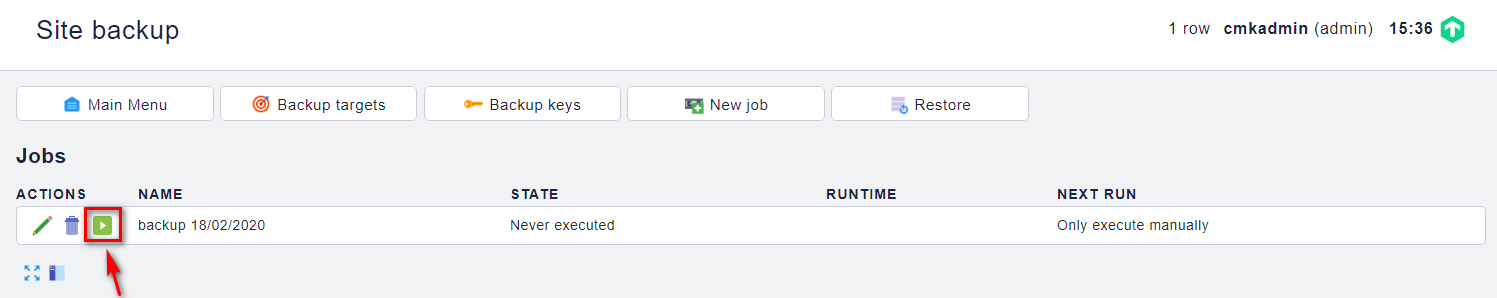 Site backup
1 row cmkadmin (admin) 15:36
Main Menu Backup targets Backup keys New job Restore
Jobs
ACTIONS NAME STATE RUNTIME NEXT RUN
backup 18/02/2020 Never executed Only execute manually